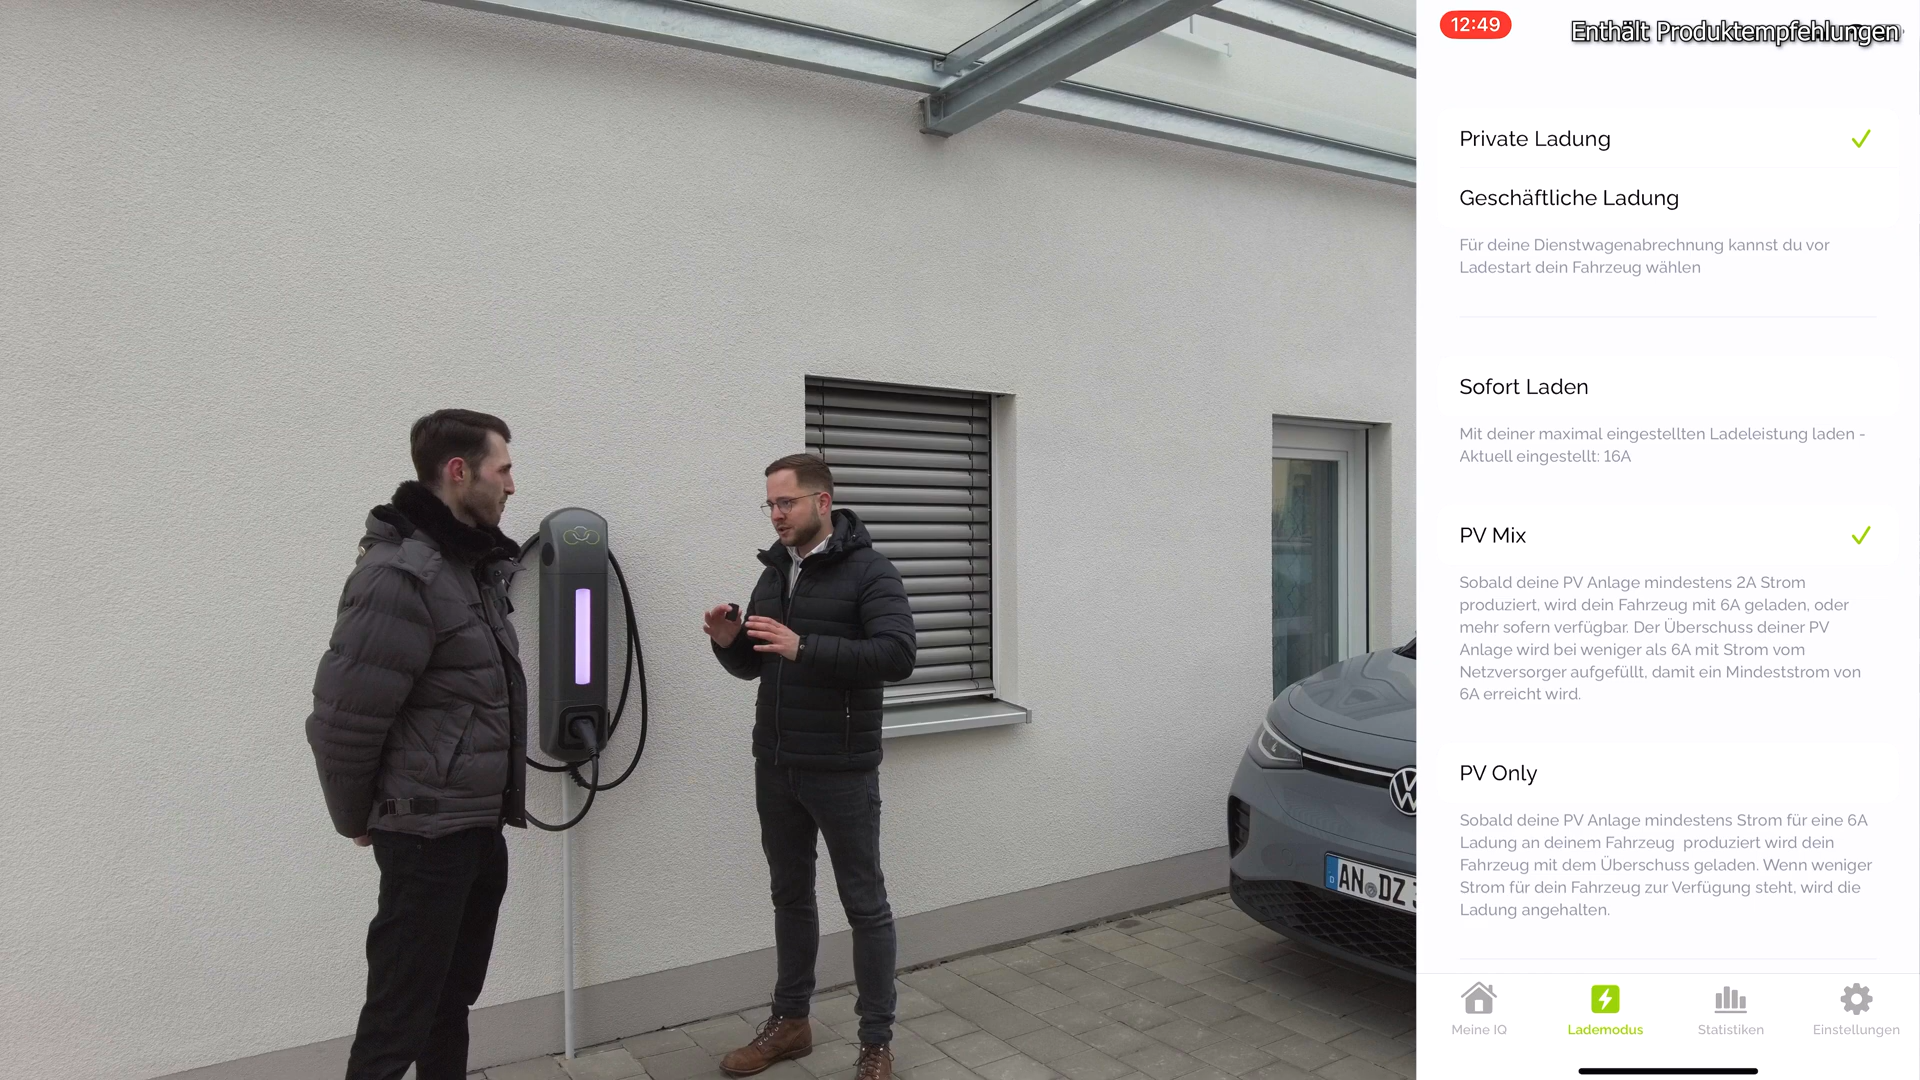 12:49
Enthält Produktempfehlungen
Private Ladung
Geschäftliche Ladung
Für deine Dienstwagenabrechnung kannst du vor
Ladestart dein Fahrzeug wählen
Sofort Laden
Mit deiner maximal eingestellten Ladeleistung laden -
Aktuell eingestellt: 16A
PV Mix
Sobald deine PV Anlage mindestens 2A Strom
produziert, wird dein Fahrzeug mit 6A geladen, oder
mehr sofern verfügbar. Der Überschuss deiner PV
Anlage wird bei weniger als 6A mit Strom vom
Netzversorger aufgefüllt, damit ein Mindeststrom von
6A erreicht wird.
PV Only
Sobald deine PV Anlage mindestens Strom für eine 6A
Ladung an deinem Fahrzeug  produziert wird dein
Fahrzeug mit dem Überschuss geladen. Wenn weniger
Strom für dein Fahrzeug zur Verfügung steht, wird die
Ladung angehalten.
Meine IQ
Lademodus
Statistiken
Einstellungen
AN DZ